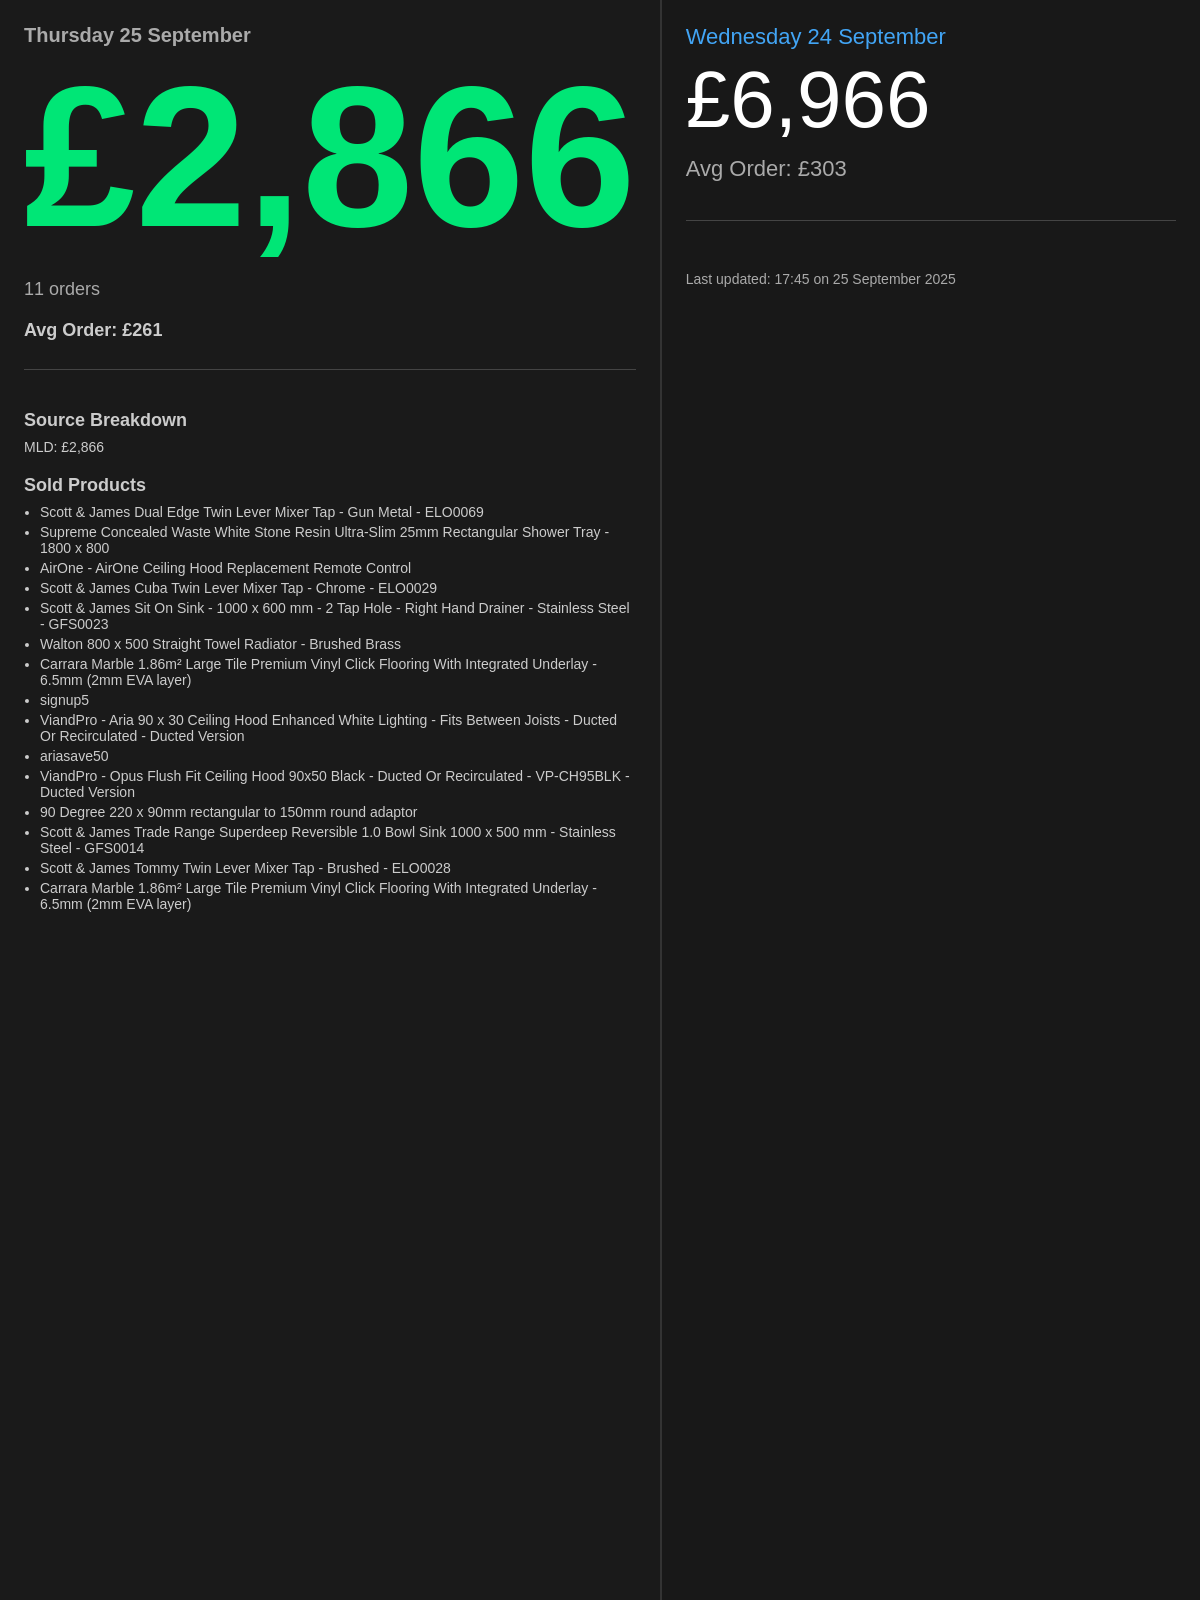 Thursday 25 September
£2,866
11 orders
Avg Order: £261
Source Breakdown
MLD: £2,866
Sold Products
• Scott & James Dual Edge Twin Lever Mixer Tap - Gun Metal - ELO0069
• Supreme Concealed Waste White Stone Resin Ultra-Slim 25mm Rectangular Shower Tray -
1800 x 800
• AirOne - AirOne Ceiling Hood Replacement Remote Control
• Scott & James Cuba Twin Lever Mixer Tap - Chrome - ELO0029
• Scott & James Sit On Sink - 1000 x 600 mm - 2 Tap Hole - Right Hand Drainer - Stainless Steel
- GFS0023
• Walton 800 x 500 Straight Towel Radiator - Brushed Brass
• Carrara Marble 1.86m² Large Tile Premium Vinyl Click Flooring With Integrated Underlay -
6.5mm (2mm EVA layer)
• signup5
• ViandPro - Aria 90 x 30 Ceiling Hood Enhanced White Lighting - Fits Between Joists - Ducted
Or Recirculated - Ducted Version
• ariasave50
• ViandPro - Opus Flush Fit Ceiling Hood 90x50 Black - Ducted Or Recirculated - VP-CH95BLK -
Ducted Version
• 90 Degree 220 x 90mm rectangular to 150mm round adaptor
• Scott & James Trade Range Superdeep Reversible 1.0 Bowl Sink 1000 x 500 mm - Stainless
Steel - GFS0014
• Scott & James Tommy Twin Lever Mixer Tap - Brushed - ELO0028
• Carrara Marble 1.86m² Large Tile Premium Vinyl Click Flooring With Integrated Underlay -
6.5mm (2mm EVA layer)
Wednesday 24 September
£6,966
Avg Order: £303
Last updated: 17:45 on 25 September 2025